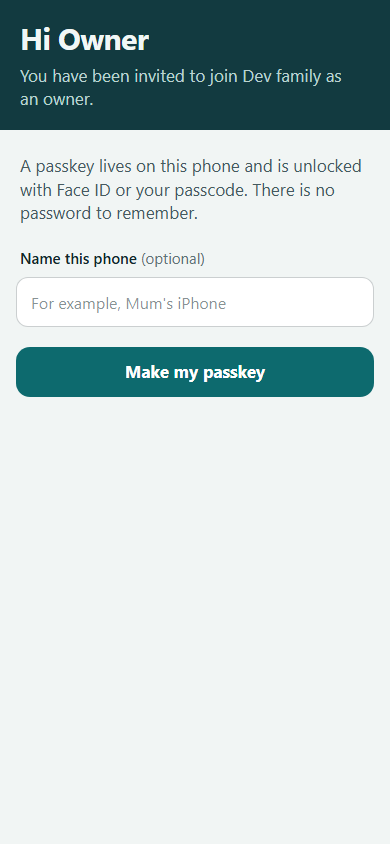 Hi Owner
You have been invited to join Dev family as
an owner.
A passkey lives on this phone and is unlocked
with Face ID or your passcode. There is no
password to remember.
Name this phone (optional)
For example, Mum's iPhone
Make my passkey